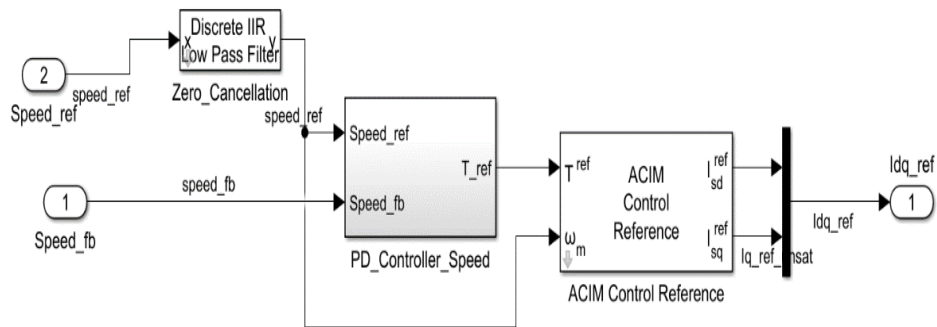 Discrete IIR
x
y
Low Pass Filter
Zero_Cancellation
2
Speed_ref
speed_ref
speed_ref
Speed_ref
T_ref
Speed_fb
PD_Controller_Speed
speed_fb
1
Speed_fb
T^ref
ω_m
ACIM
Control
Reference
I_sd^ref
I_sq^ref
ACIM Control Reference
Idq_ref
Idq_ref
1